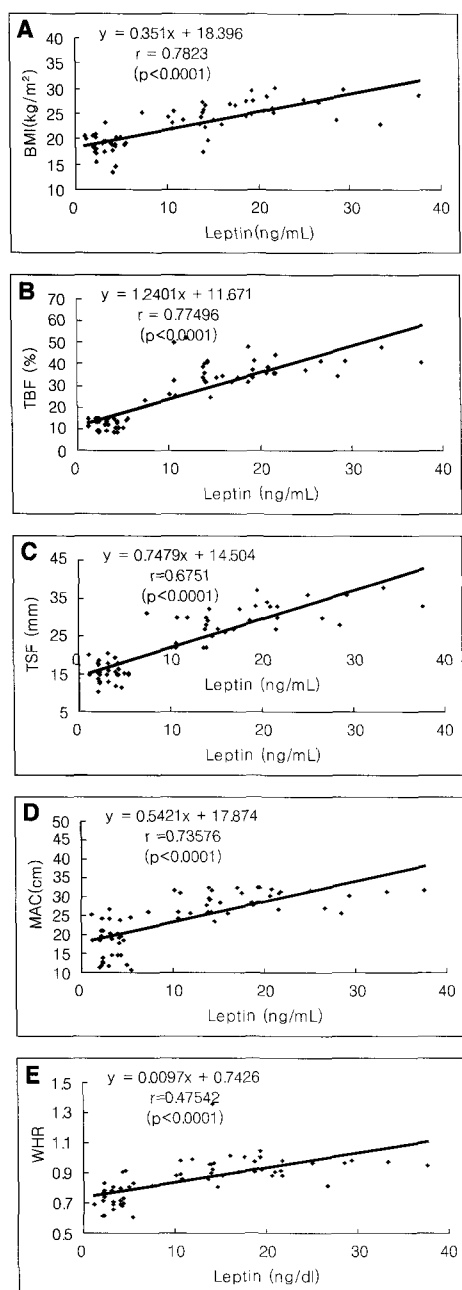 A
y = 0.351x + 18.396
r = 0.7823
(p<0.0001)
BMI(kg/m²)
40
35
30
25
20
15
10
0 10 20 30 40
Leptin(ng/mL)
B
y = 1.2401x + 11.671
r = 0.77496
(p<0.0001)
TBF (%)
70
60
50
40
30
20
10
0
0 10 20 30 40
Leptin (ng/mL)
C
y = 0.7479x + 14.504
r=0.6751
(p<0.0001)
TSF (mm)
45
35
25
15
5
0 10 20 30 40
Leptin (ng/mL)
D
y = 0.5421x + 17.874
r =0.73576
(p<0.0001)
MAC(cm)
50
45
40
35
30
25
20
15
10
0 10 20 30 40
Leptin (ng/mL)
E
y = 0.0097x + 0.7426
r=0.47542
(p<0.0001)
WHR
1.5
1.3
1.1
0.9
0.7
0.5
0 10 20 30 40
Leptin (ng/dl)